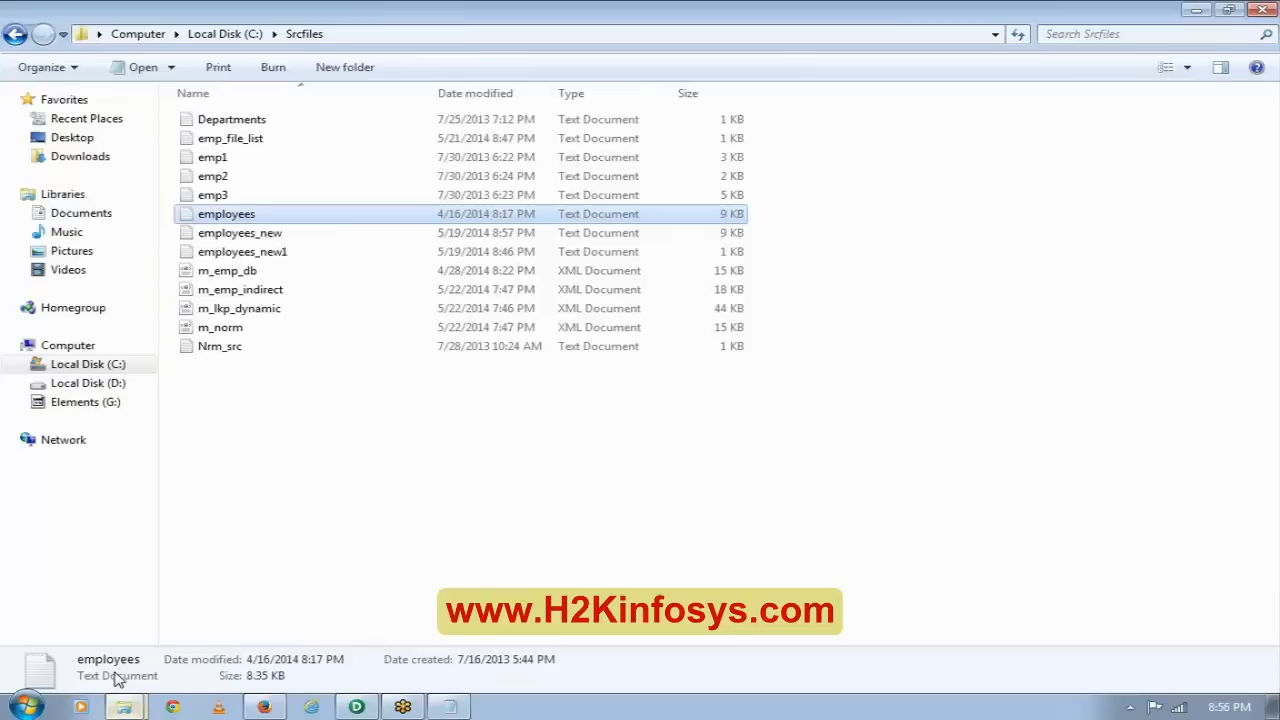 Computer Local Disk (C:) Srcfiles Search Srcfiles
Organize Open Print Burn New folder
Name Date modified Type Size
Favorites
Recent Places
Desktop
Downloads
Libraries
Documents
Music
Pictures
Videos
Homegroup
Computer
Local Disk (C:)
Local Disk (D:)
Elements (G:)
Network
Departments 7/25/2013 7:12 PM Text Document 1 KB
emp_file_list 5/21/2014 8:47 PM Text Document 1 KB
emp1 7/30/2013 6:22 PM Text Document 3 KB
emp2 7/30/2013 6:24 PM Text Document 2 KB
emp3 7/30/2013 6:23 PM Text Document 5 KB
employees 4/16/2014 8:17 PM Text Document 9 KB
employees_new 5/19/2014 8:57 PM Text Document 9 KB
employees_new1 5/19/2014 8:46 PM Text Document 1 KB
m_emp_db 4/28/2014 8:22 PM XML Document 15 KB
m_emp_indirect 5/22/2014 7:47 PM XML Document 18 KB
m_lkp_dynamic 5/22/2014 7:46 PM XML Document 44 KB
m_norm 5/22/2014 7:47 PM XML Document 15 KB
Nrm_src 7/28/2013 10:24 AM Text Document 1 KB
www.H2Kinfosys.com
employees Date modified: 4/16/2014 8:17 PM Date created: 7/16/2013 5:44 PM
Text Document Size: 8.35 KB
8:56 PM